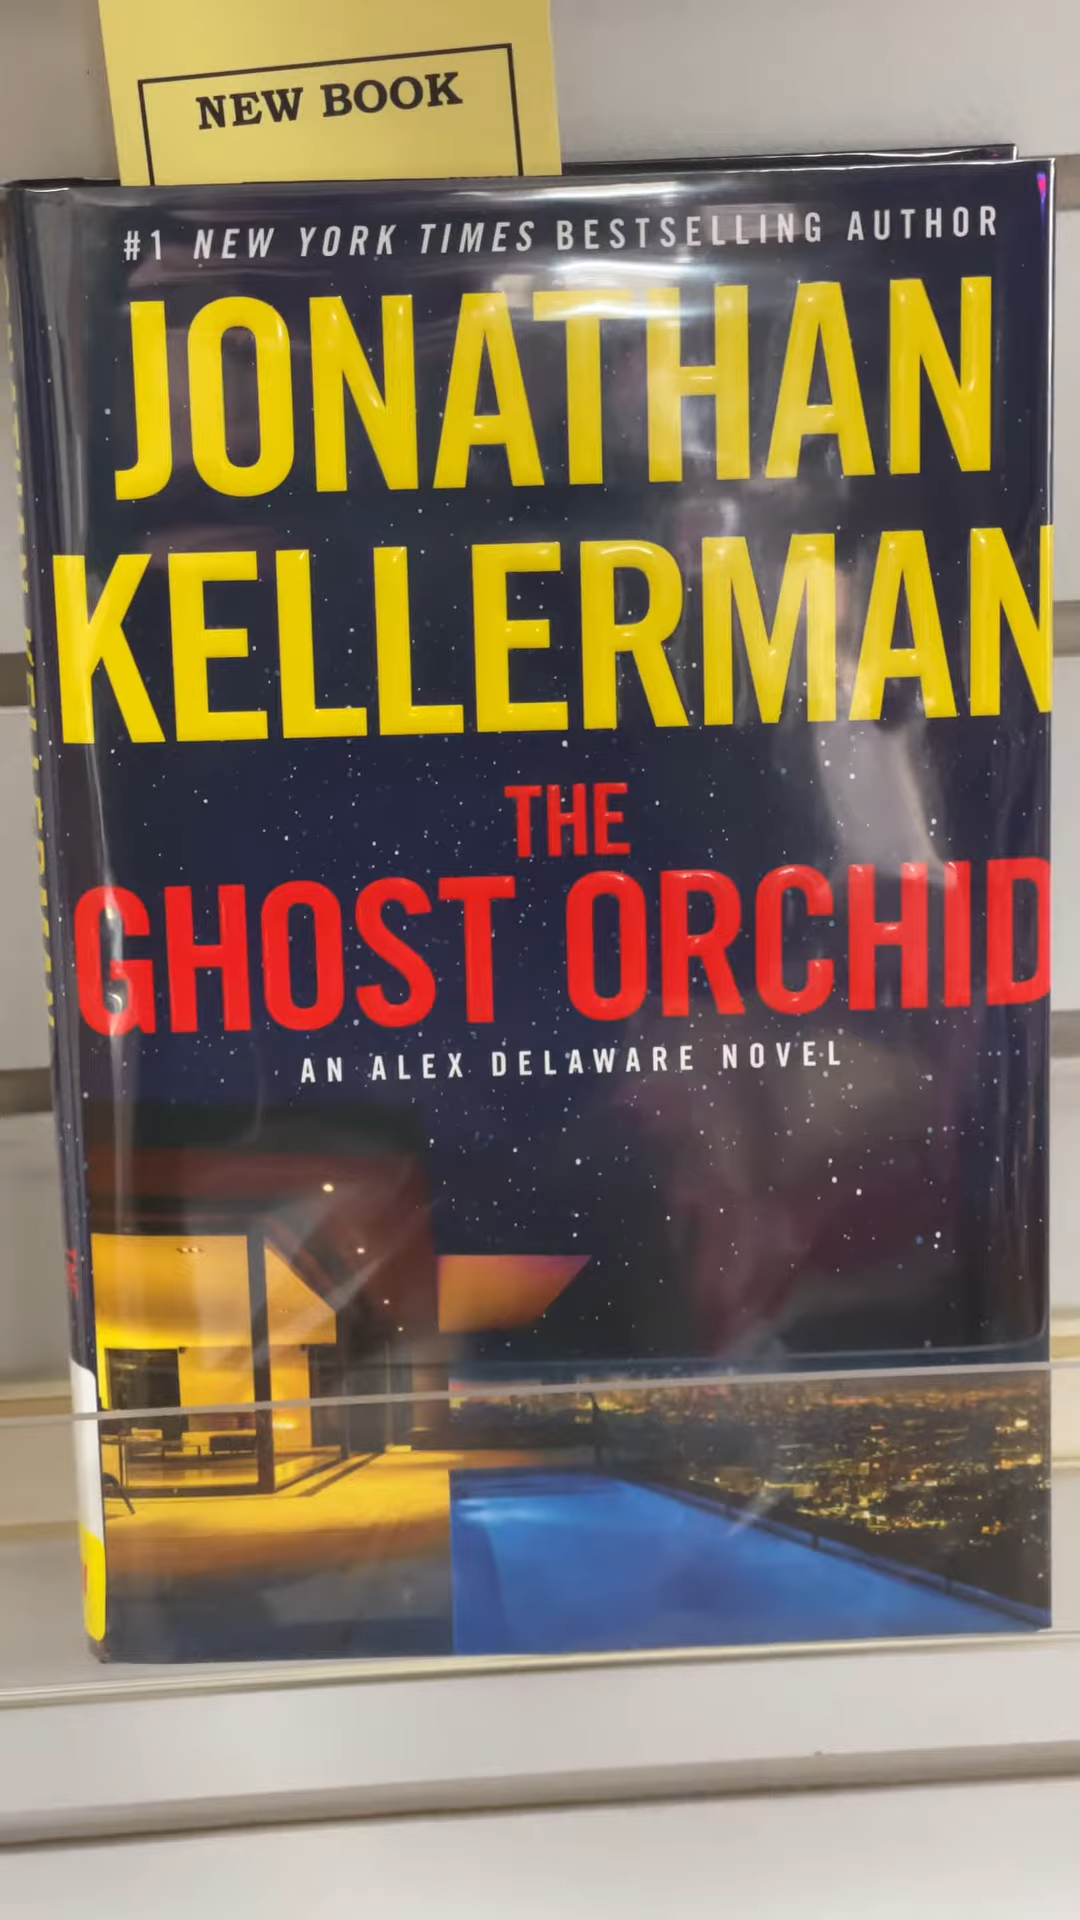 NEW BOOK
#1 NEW YORK TIMES BESTSELLING AUTHOR
JONATHAN
KELLERMAN
THE
GHOST ORCHID
AN ALEX DELAWARE NOVEL